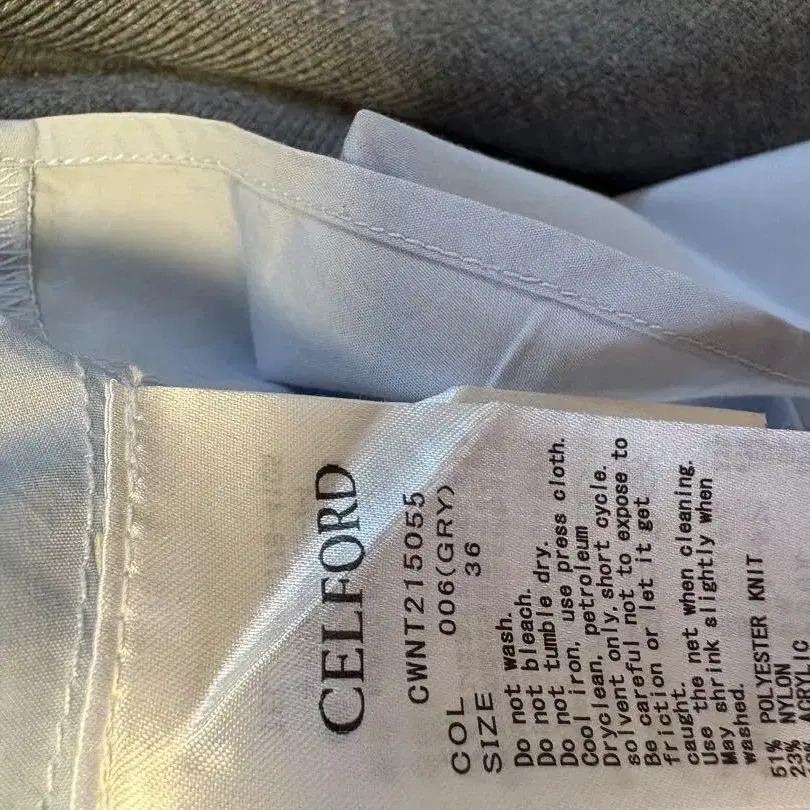 CELFORD
CWNT215055
COL 006(GRY)
SIZE 36
Do not wash.
Do not bleach.
Do not tumble dry.
Do iron, use press cloth.
Cool
Dryclean, petroleum
solvent only, short cycle.
Be careful not to expose to
friction or let it get
caught.
Use the net when cleaning.
May shrink slightly when
washed.
51% POLYESTER KNIT
23% NYLON
ACRYLIC